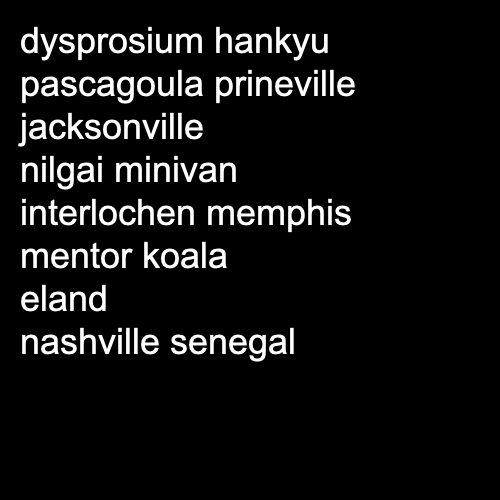 dysprosium hankyu
pascagoula prineville
jacksonville
nilgai minivan
interlochen memphis
mentor koala
eland
nashville senegal